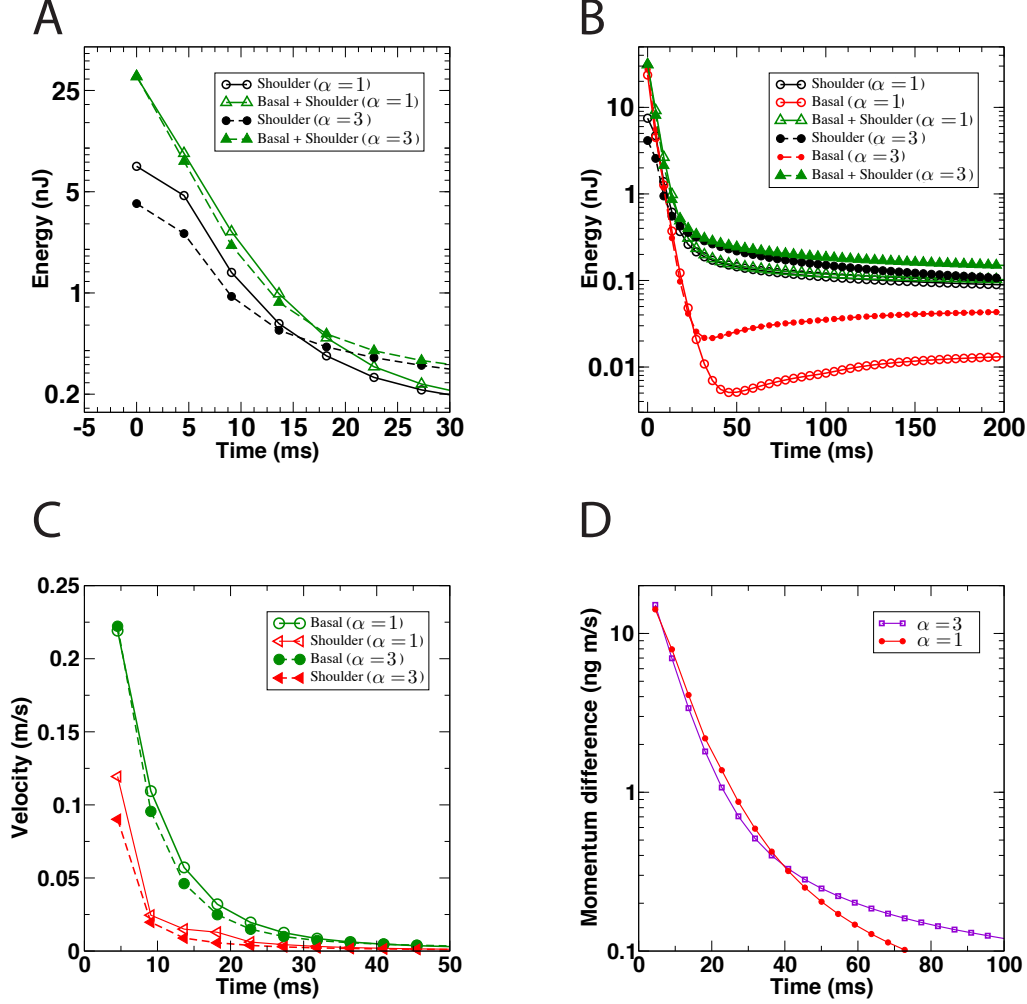 A
Energy (nJ)
25
5
1
0.2
Shoulder (α = 1)
Basal + Shoulder (α = 1)
Shoulder (α = 3)
Basal + Shoulder (α = 3)
-5 0 5 10 15 20 25 30
Time (ms)
B
Energy (nJ)
10
1
0.1
0.01
Shoulder (α = 1)
Basal (α = 1)
Basal + Shoulder (α = 1)
Shoulder (α = 3)
Basal (α = 3)
Basal + Shoulder (α = 3)
0 50 100 150 200
Time (ms)
C
Velocity (m/s)
0.25
0.2
0.15
0.1
0.05
0
Basal (α = 1)
Shoulder (α = 1)
Basal (α = 3)
Shoulder (α = 3)
0 10 20 30 40 50
Time (ms)
D
Momentum difference (ng m/s)
10
1
0.1
α = 3
α = 1
0 20 40 60 80 100
Time (ms)